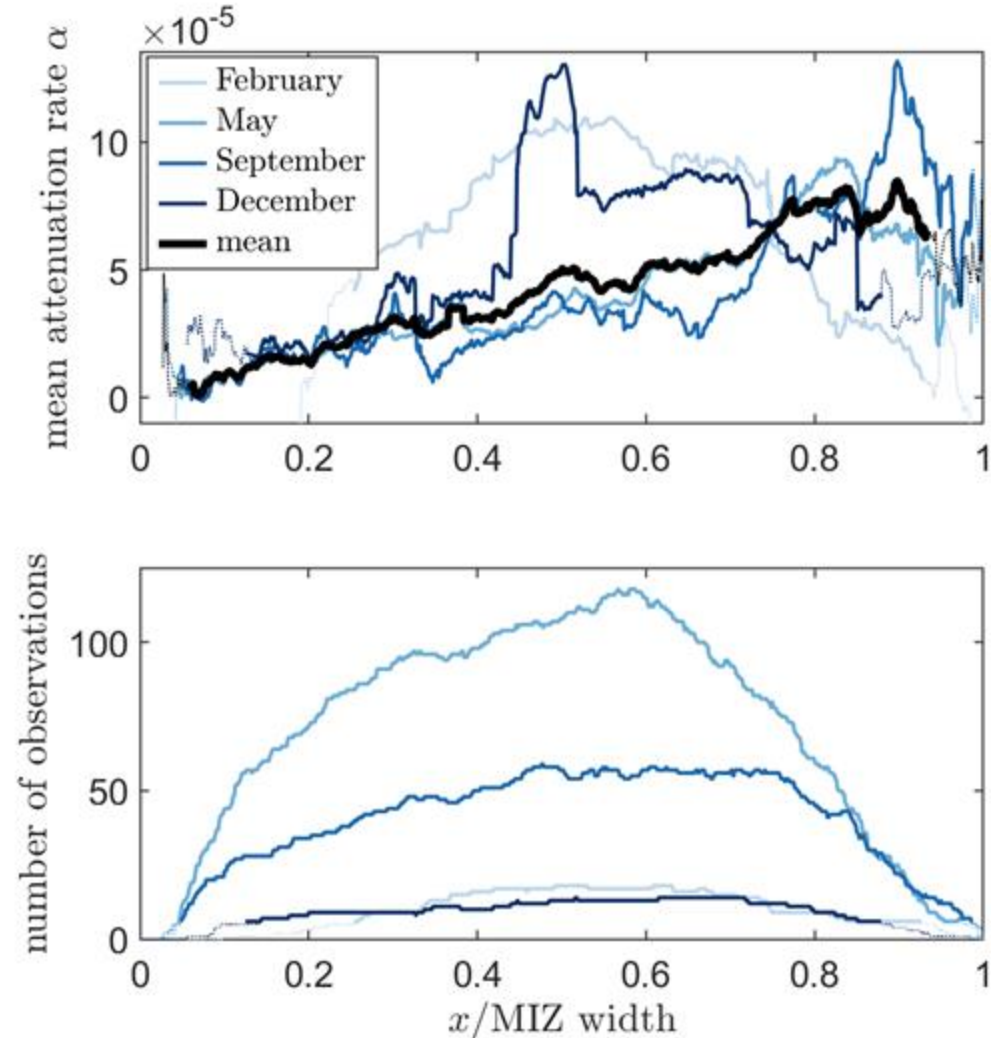 ×10⁻⁵
mean attenuation rate α
February
May
September
December
mean
10
5
0
0 0.2 0.4 0.6 0.8 1
number of observations
100
50
0
0 0.2 0.4 0.6 0.8 1
x/MIZ width